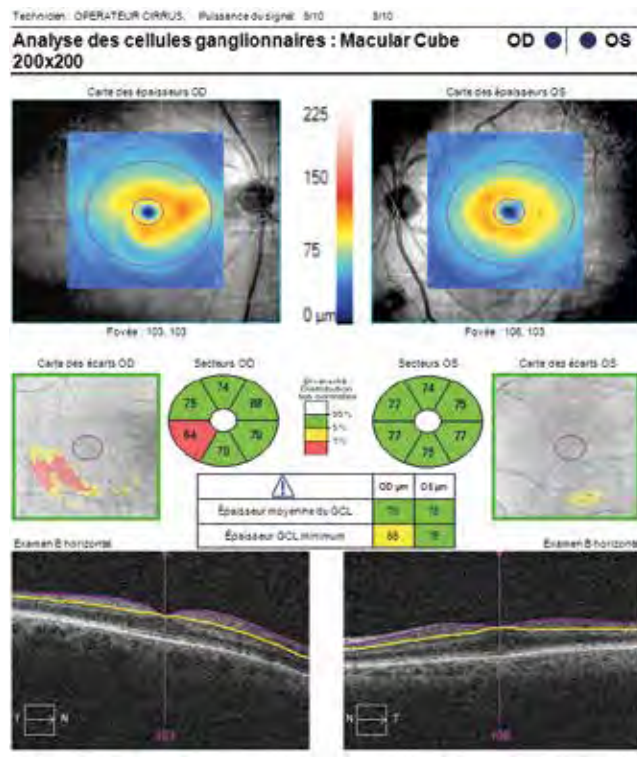 Technicien: OPERATEUR CIRRUS, Puissance du signal: 9/10 9/10
Analyse des cellules ganglionnaires : Macular Cube 200x200
OD OS
Carte des épaisseurs OD
Carte des épaisseurs OS
225
150
75
0 µm
Fovéa : 103, 103
Fovéa : 106, 103
Carte des écarts OD
Secteurs OD
Secteurs OS
Carte des écarts OS
74
75
64
70
79
95%
5%
1%
74
75
77
77
77
75
OD µm
OS µm
Épaisseur moyenne du GCL
Épaisseur GCL minimum
Examen B horizontal
Examen B horizonta
T N
N T
103